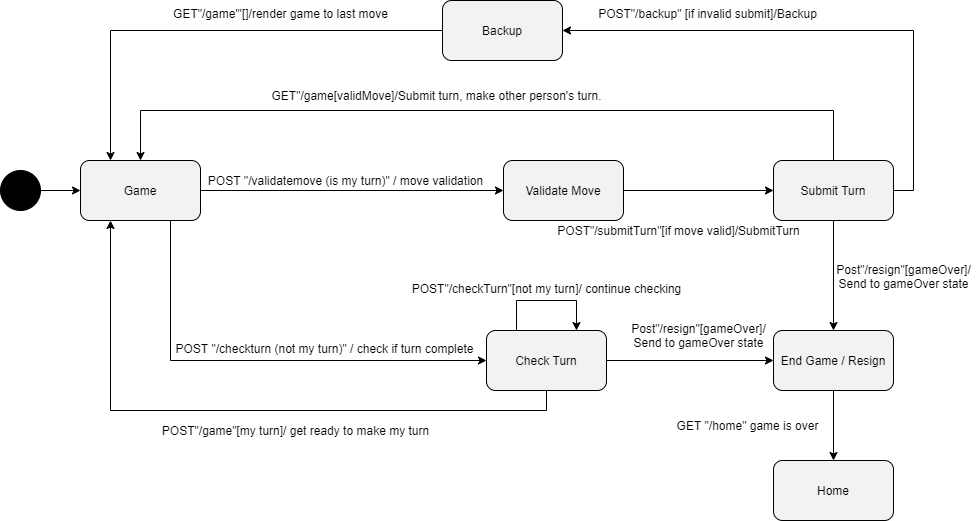 GET"/game"'[]/render game to last move
Backup
POST"/backup" [if invalid submit]/Backup
GET"/game[validMove]/Submit turn, make other person's turn.
Game
POST "/validatemove (is my turn)" / move validation
Validate Move
Submit Turn
POST"/submitTurn"[if move valid]/SubmitTurn
Post"/resign"[gameOver]/
Send to gameOver state
POST"/checkTurn"[not my turn]/ continue checking
POST "/checkturn (not my turn)" / check if turn complete
Check Turn
Post"/resign"[gameOver]/
Send to gameOver state
End Game / Resign
POST"/game"[my turn]/ get ready to make my turn
GET "/home" game is over
Home